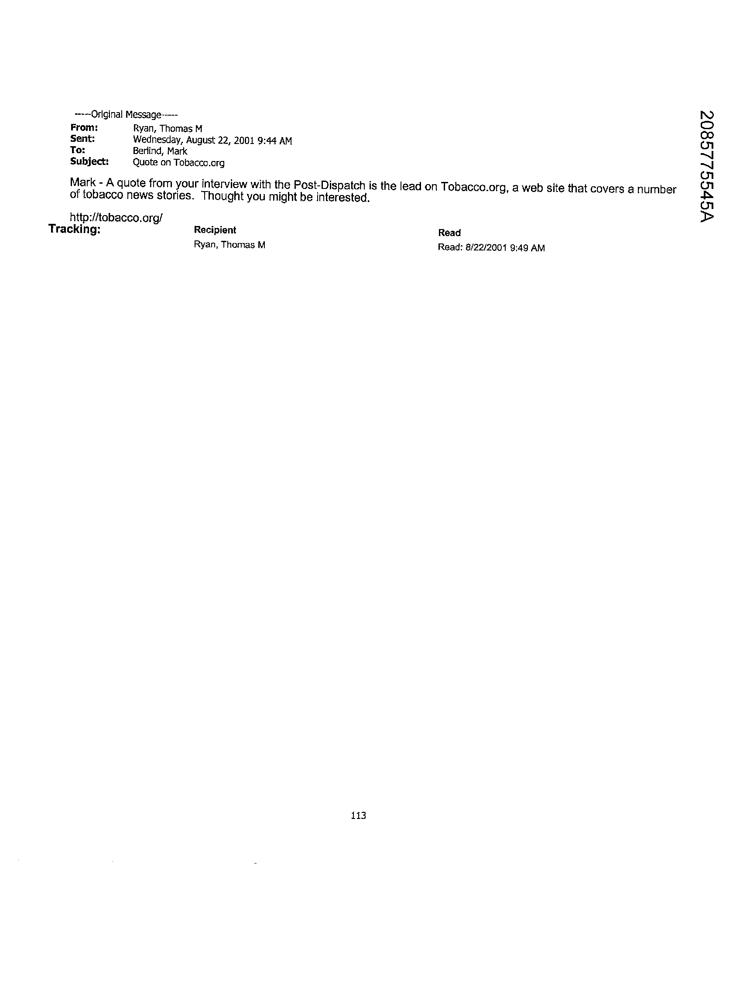 -----Original Message-----
From: Ryan, Thomas M
Sent: Wednesday, August 22, 2001 9:44 AM
To: Berlind, Mark
Subject: Quote on Tobacco.org
Mark - A quote from your interview with the Post-Dispatch is the lead on Tobacco.org, a web site that covers a number
of tobacco news stories.  Thought you might be interested.
http://tobacco.org/
Tracking: Recipient Read
Ryan, Thomas M Read: 8/22/2001 9:49 AM
2085775545A
113